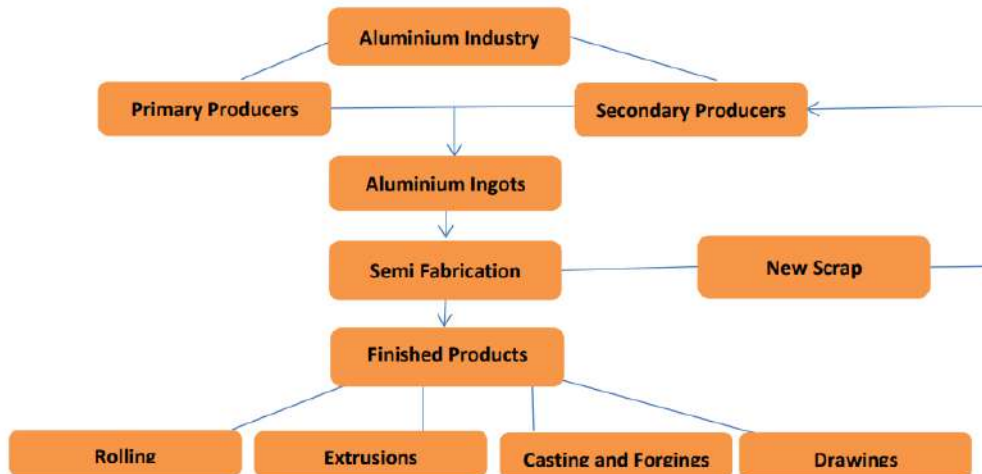 Aluminium Industry
Primary Producers
Secondary Producers
Aluminium Ingots
Semi Fabrication
New Scrap
Finished Products
Rolling
Extrusions
Casting and Forgings
Drawings